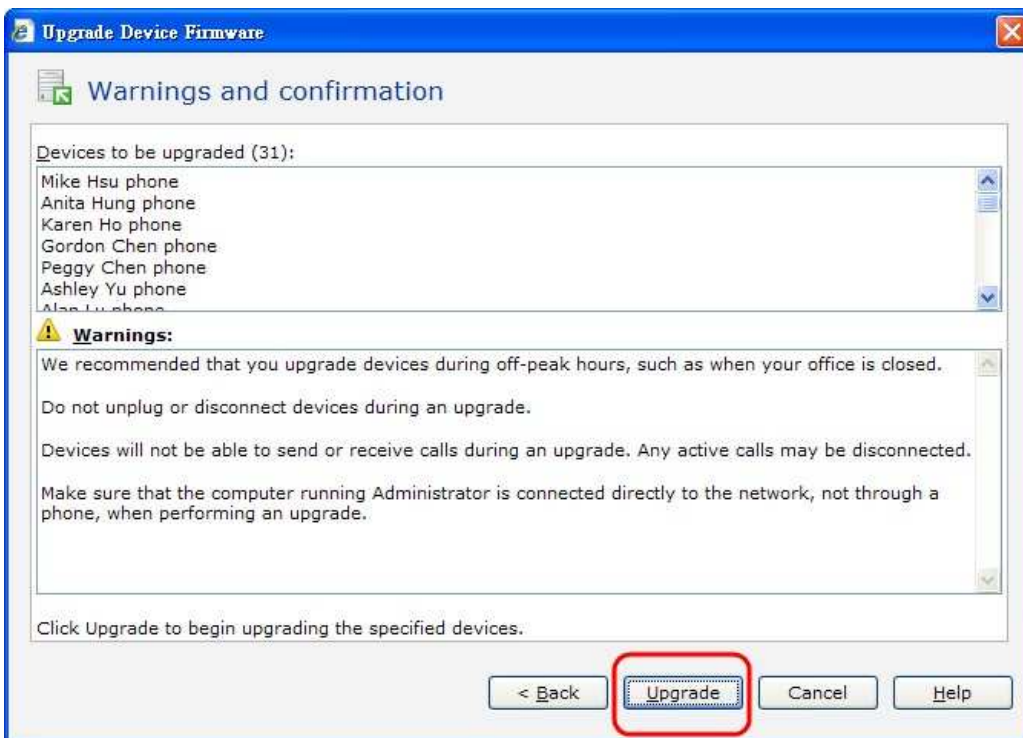 Upgrade Device Firmware
Warnings and confirmation
Devices to be upgraded (31):
Mike Hsu phone
Anita Hung phone
Karen Ho phone
Gordon Chen phone
Peggy Chen phone
Ashley Yu phone
Alan Lu phone
Warnings:
We recommended that you upgrade devices during off-peak hours, such as when your office is closed.
Do not unplug or disconnect devices during an upgrade.
Devices will not be able to send or receive calls during an upgrade. Any active calls may be disconnected.
Make sure that the computer running Administrator is connected directly to the network, not through a
phone, when performing an upgrade.
Click Upgrade to begin upgrading the specified devices.
< Back Upgrade Cancel Help